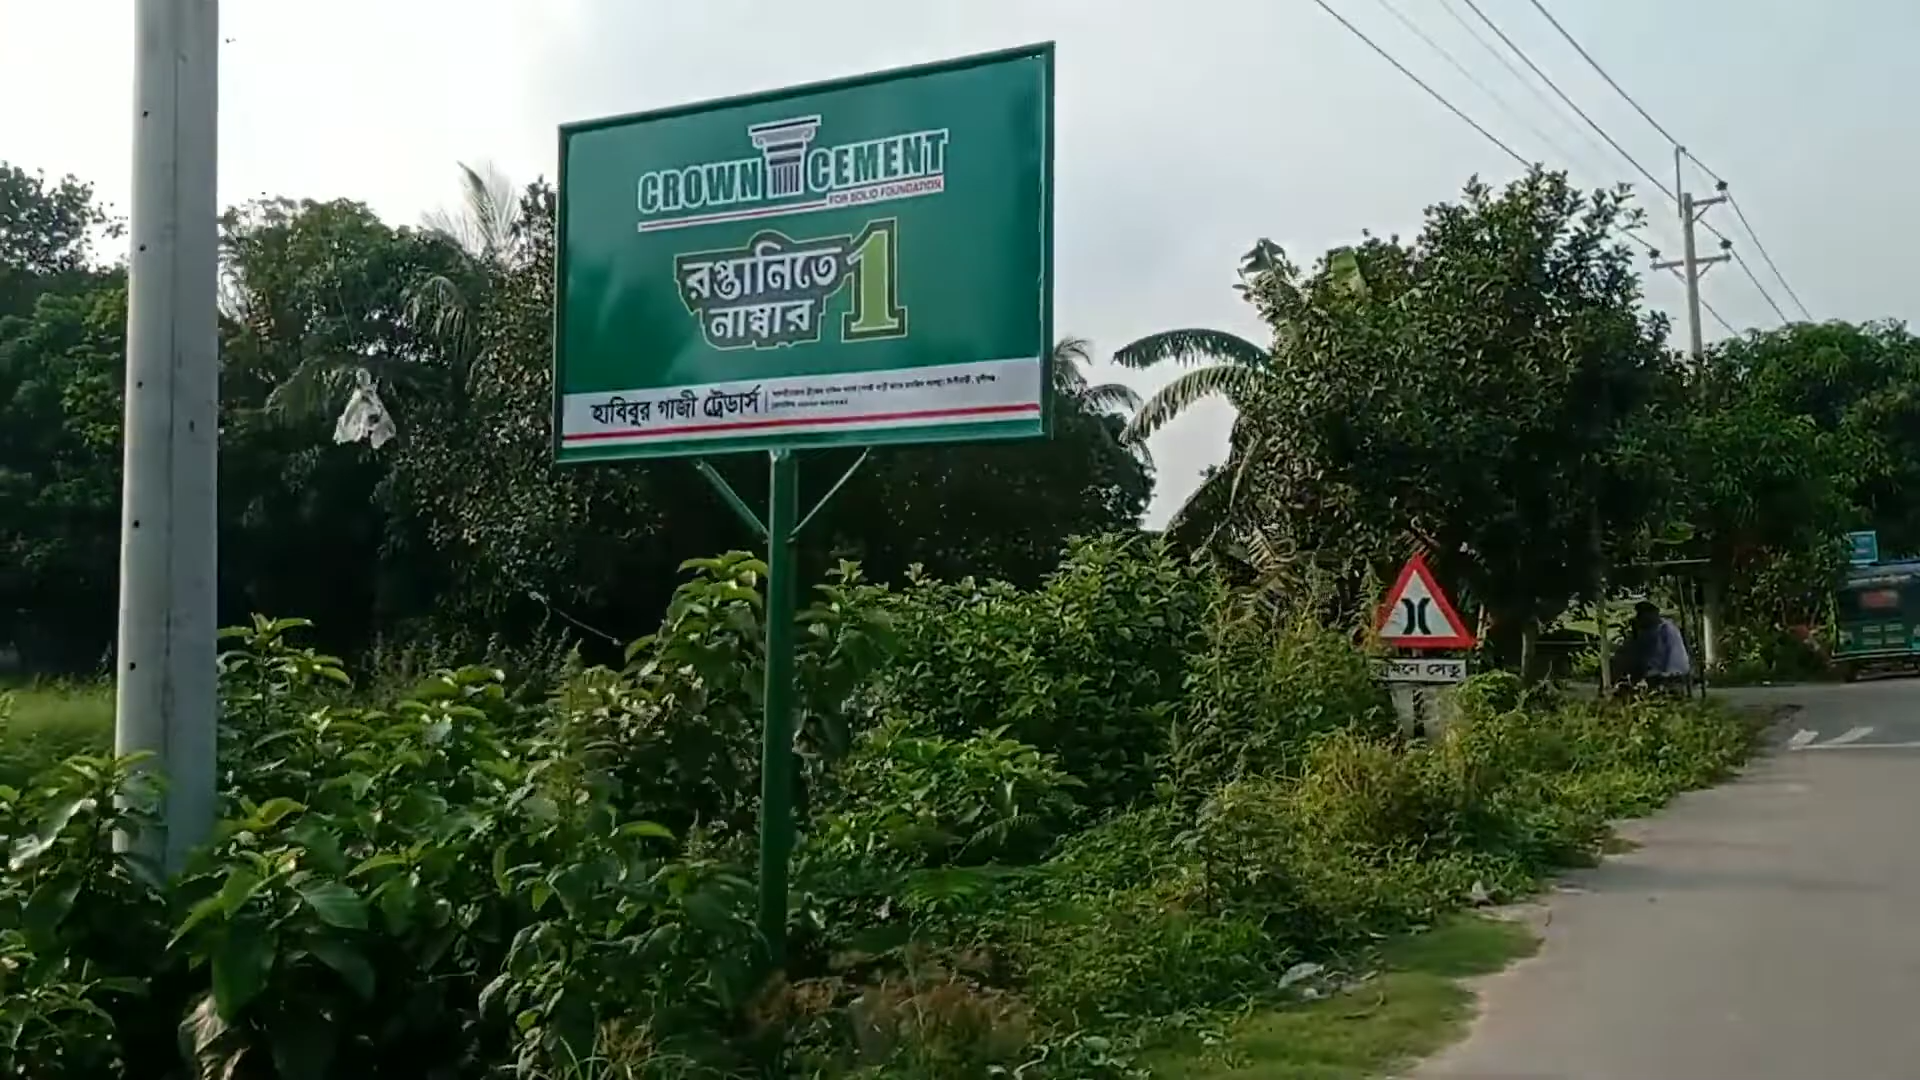 CROWN CEMENT
FOR SOLID FOUNDATION
রপ্তানিতে
নাম্বার 1
হাবিবুর গাজী ট্রেডার্স
সেতু